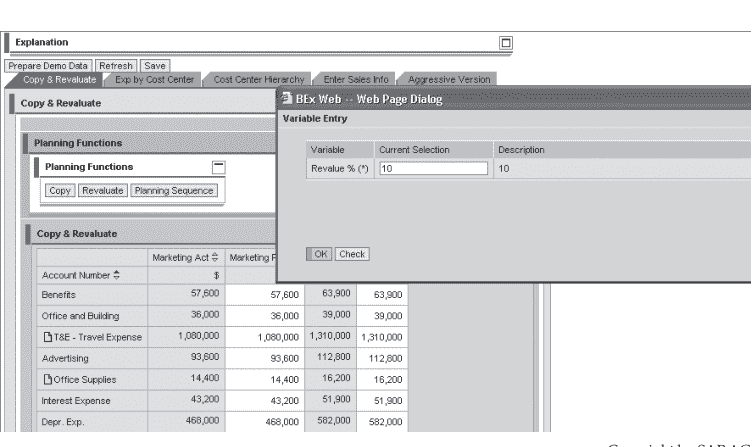 Explanation
Prepare Demo Data Refresh Save
Copy & Revaluate Exp by Cost Center Cost Center Hierarchy Enter Sales Info Aggressive Version
Copy & Revaluate
BEx Web -- Web Page Dialog
Variable Entry
Variable Current Selection Description
Revalue % (*) 10 10
OK Check
Planning Functions
Planning Functions
Copy Revaluate Planning Sequence
Copy & Revaluate
Marketing Act Marketing
Account Number $
Benefits 57,600 57,600 63,900 63,900
Office and Building 36,000 36,000 39,000 39,000
T&E - Travel Expense 1,080,000 1,080,000 1,310,000 1,310,000
Advertising 93,600 93,600 112,800 112,800
Office Supplies 14,400 14,400 16,200 16,200
Interest Expense 43,200 43,200 51,900 51,900
Depr. Exp. 468,000 468,000 582,000 582,000